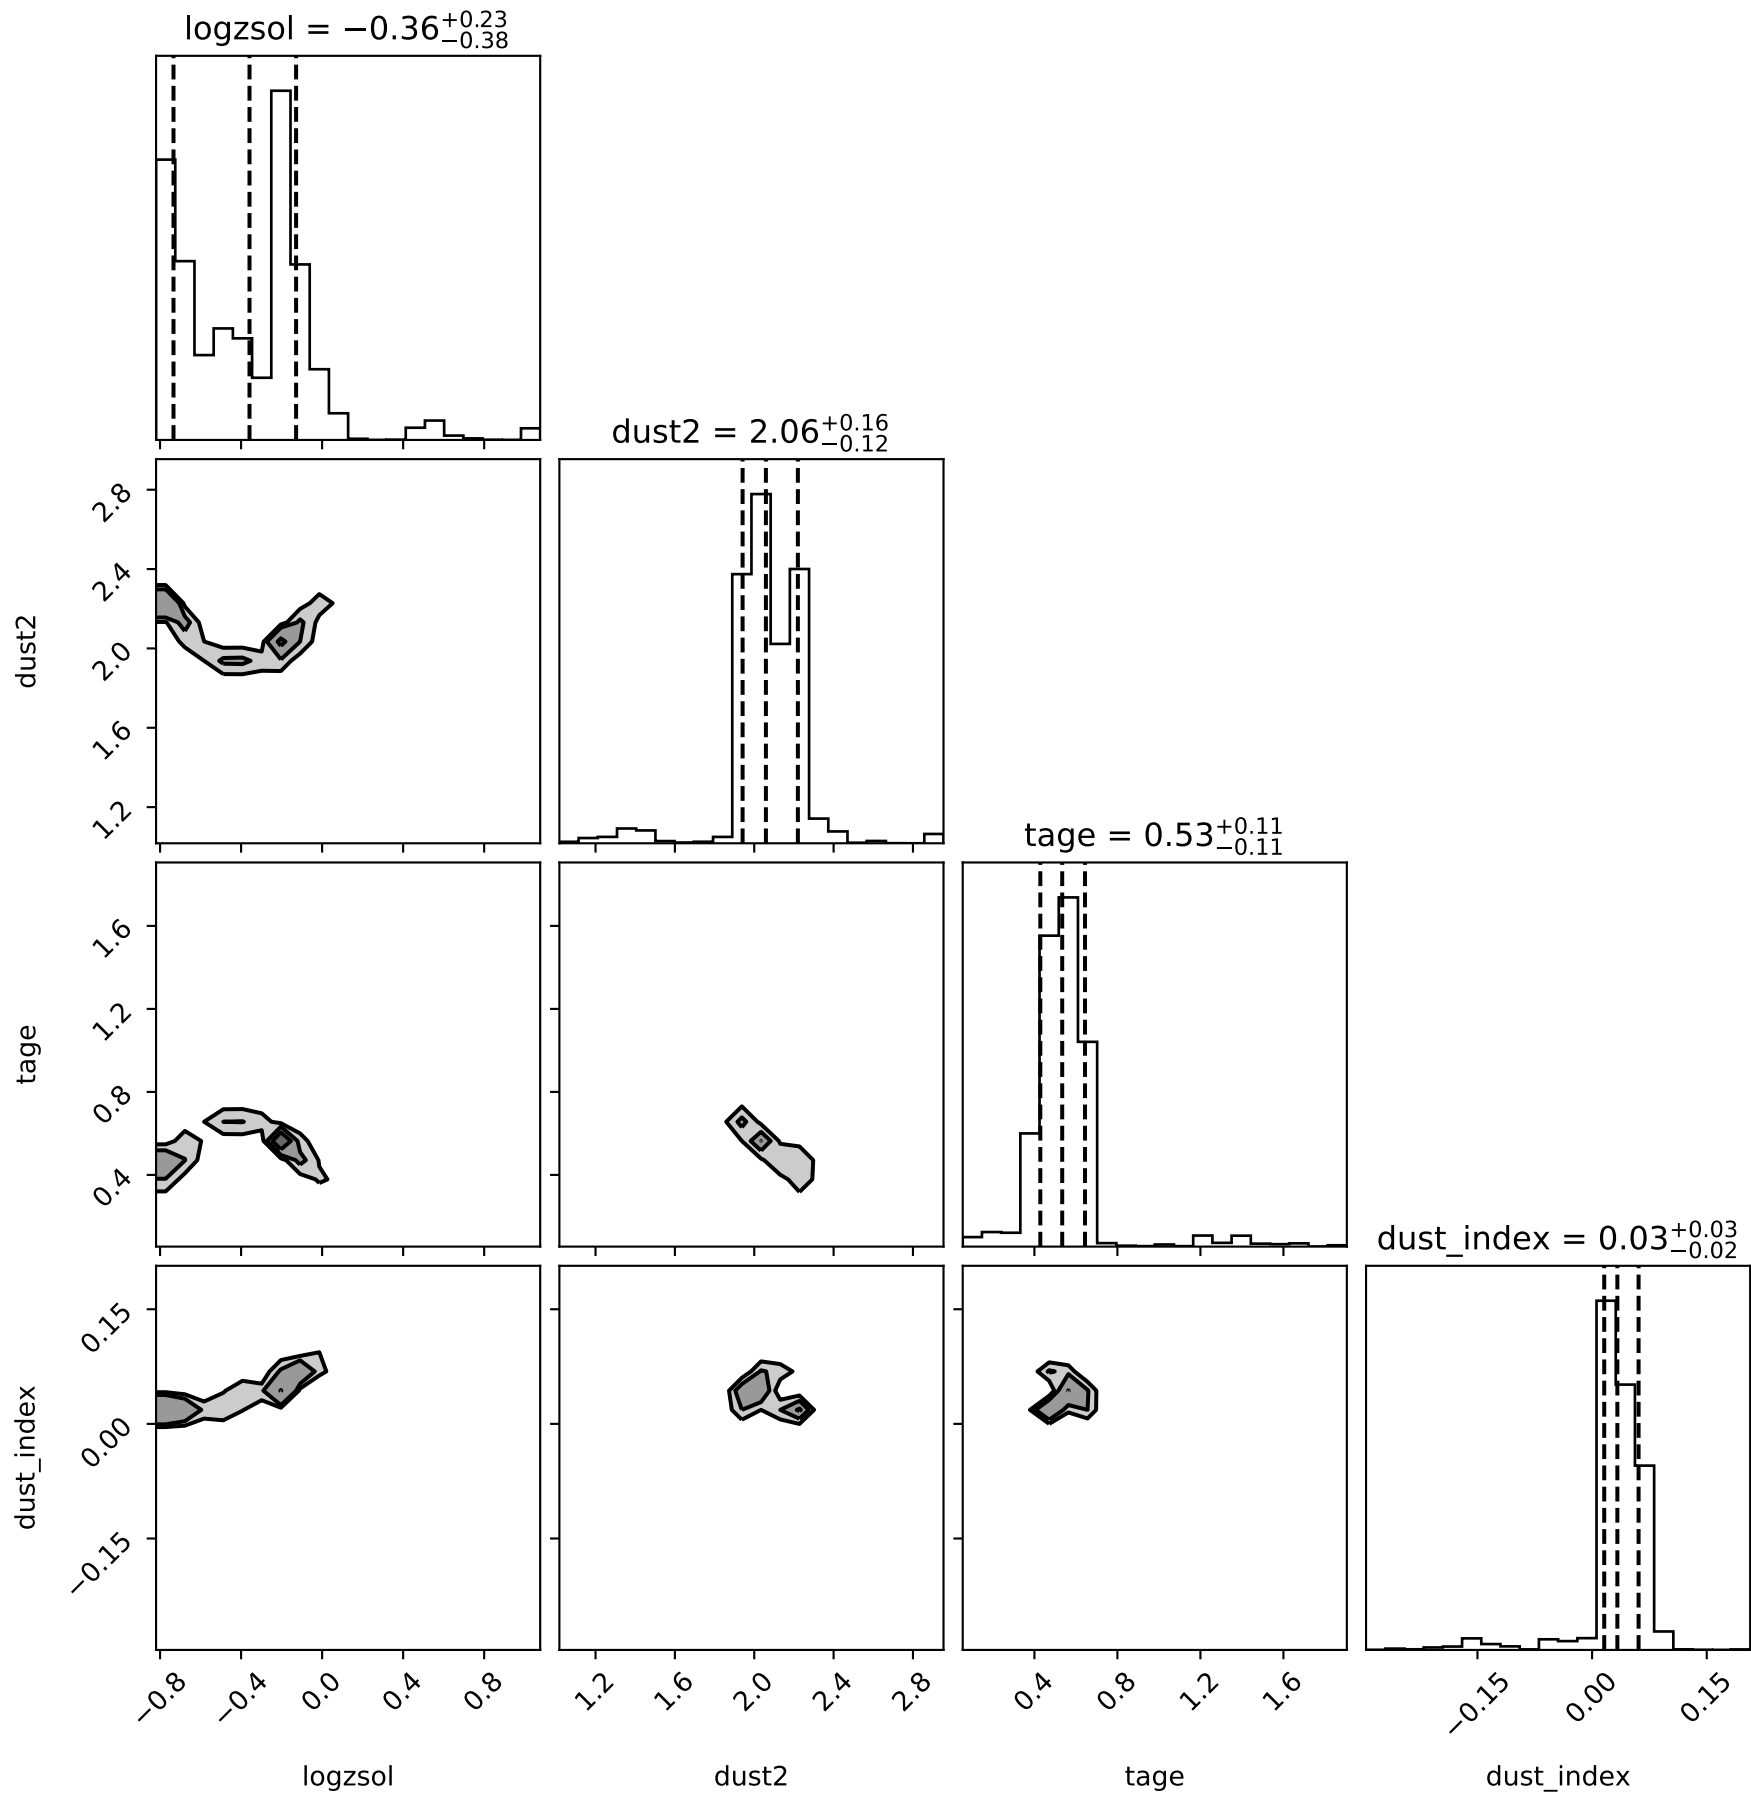 logzsol = −0.36+0.23−0.38
dust2 = 2.06+0.16−0.12
2.8
2.4
2.0
1.6
1.2
dust2
tage = 0.53+0.11−0.11
1.6
1.2
0.8
0.4
tage
dust_index = 0.03+0.03−0.02
0.15
0.00
−0.15
dust_index
−0.8 −0.4 0.0 0.4 0.8 1.2 1.6 2.0 2.4 2.8 0.4 0.8 1.2 1.6 −0.15 0.00 0.15
logzsol dust2 tage dust_index